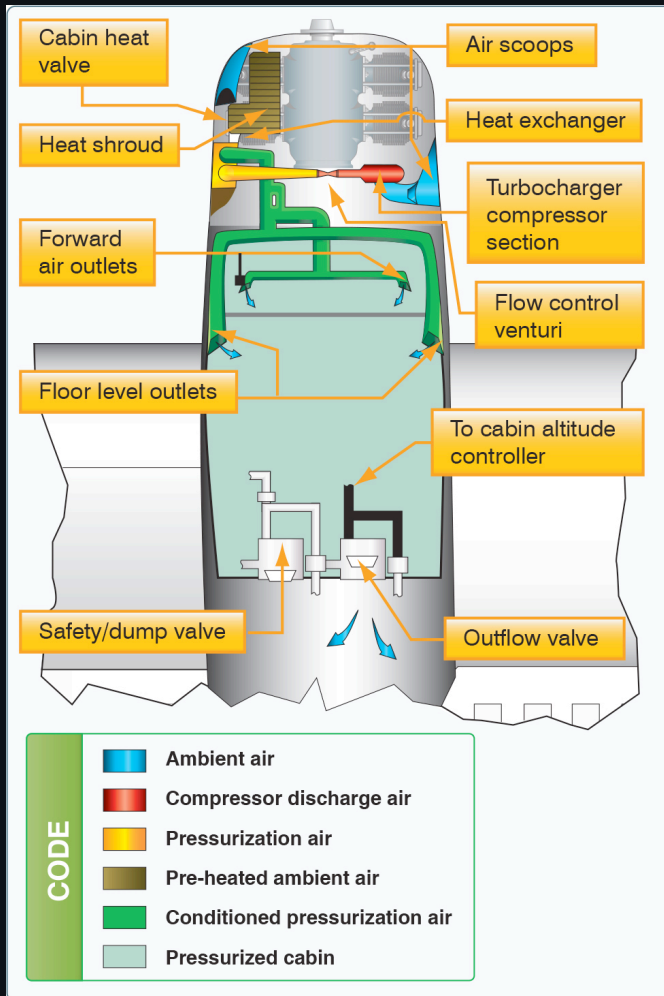 Cabin heat
valve
Air scoops
Heat shroud
Heat exchanger
Turbocharger
compressor
section
Forward
air outlets
Flow control
venturi
Floor level outlets
To cabin altitude
controller
Safety/dump valve
Outflow valve
CODE
Ambient air
Compressor discharge air
Pressurization air
Pre-heated ambient air
Conditioned pressurization air
Pressurized cabin